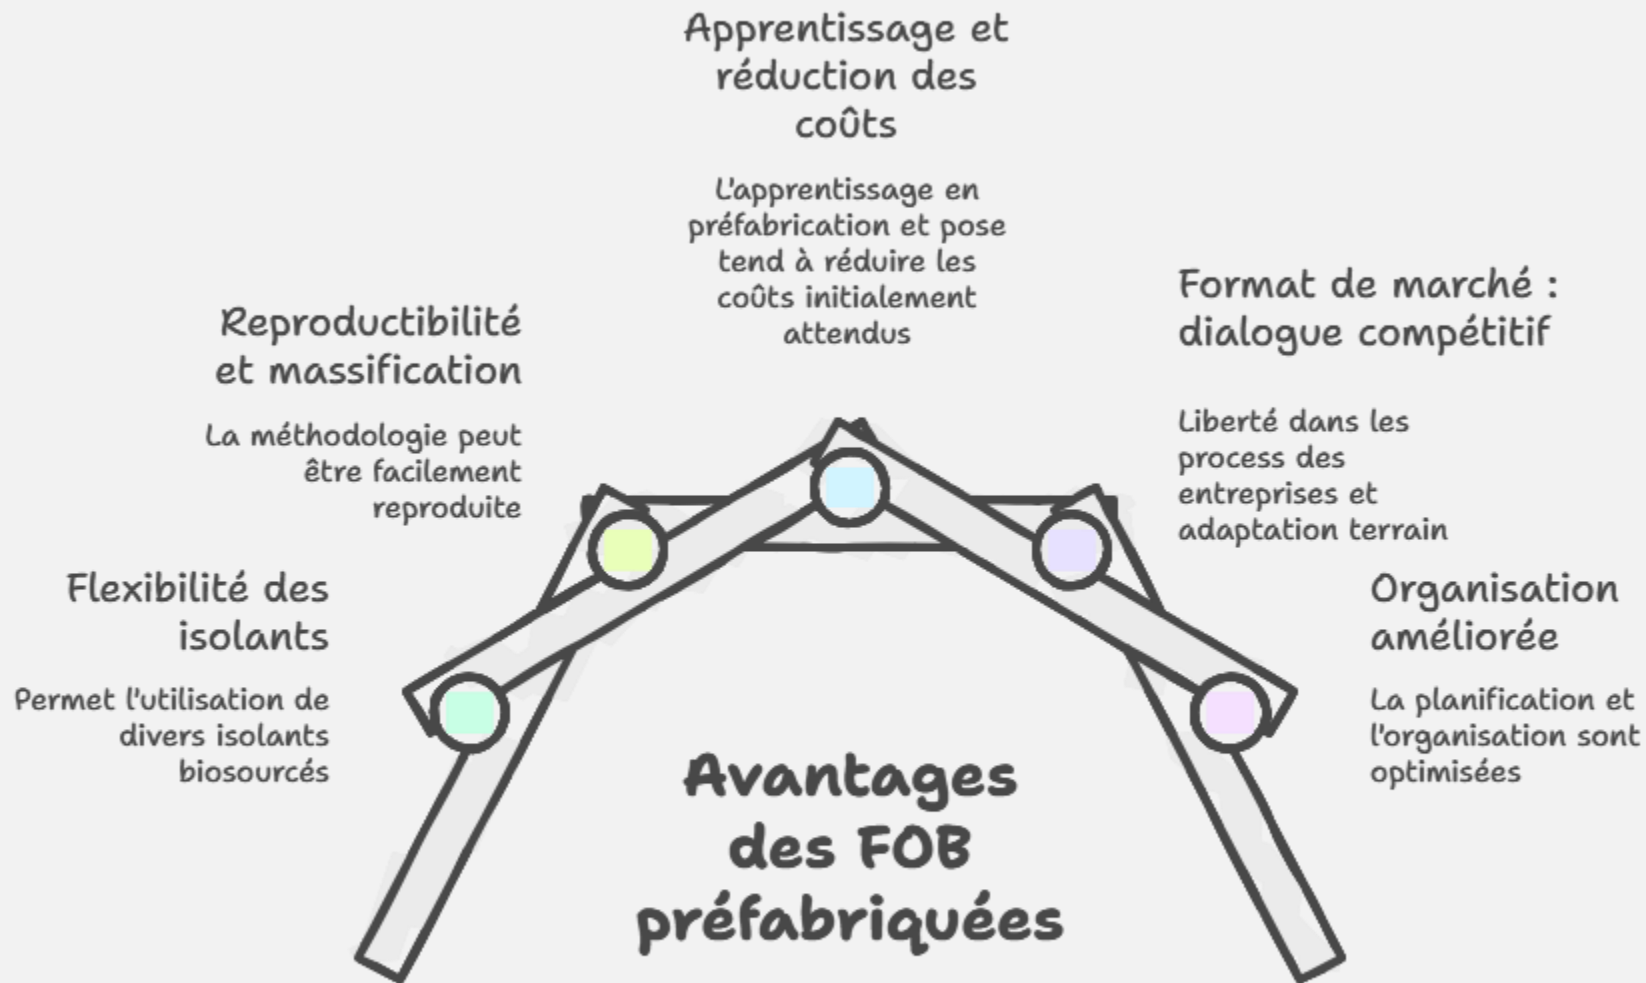 Apprentissage et
réduction des
coûts
L'apprentissage en
préfabrication et pose
tend à réduire les
coûts initialement
attendus
Reproductibilité
et massification
La méthodologie peut
être facilement
reproduite
Format de marché :
dialogue compétitif
Liberté dans les
process des
entreprises et
adaptation terrain
Flexibilité des
isolants
Permet l'utilisation de
divers isolants
biosourcés
Organisation
améliorée
La planification et
l'organisation sont
optimisées
Avantages
des FOB
préfabriquées